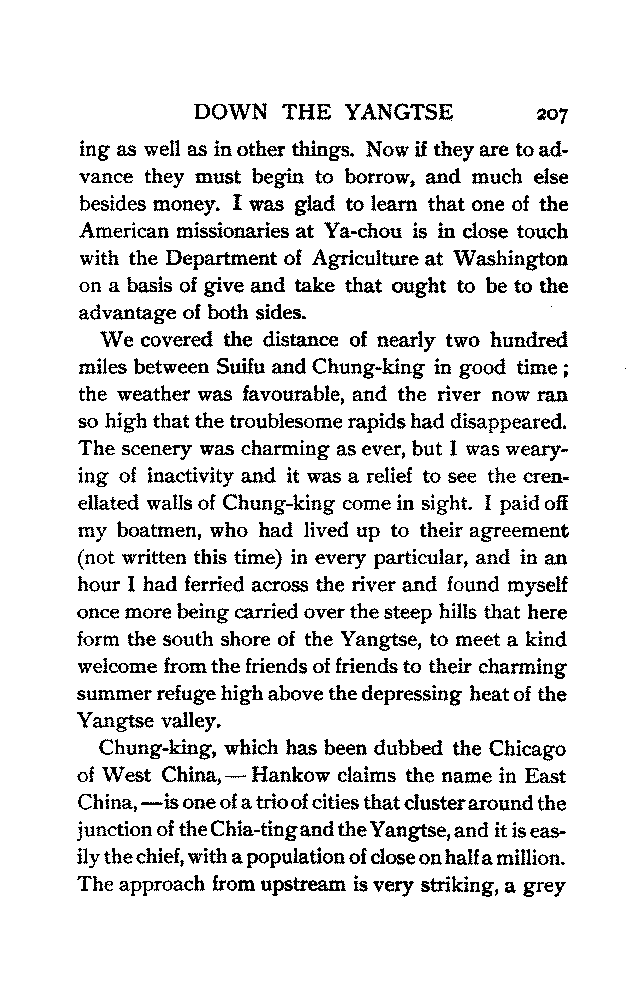 DOWN THE YANGTSE 207
ing as well as in other things. Now if they are to ad-
vance they must begin to borrow, and much else
besides money. I was glad to learn that one of the
American missionaries at Ya-chou is in close touch
with the Department of Agriculture at Washington
on a basis of give and take that ought to be to the
advantage of both sides.
We covered the distance of nearly two hundred
miles between Suifu and Chung-king in good time;
the weather was favourable, and the river now ran
so high that the troublesome rapids had disappeared.
The scenery was charming as ever, but I was weary-
ing of inactivity and it was a relief to see the cren-
ellated walls of Chung-king come in sight. I paid off
my boatmen, who had lived up to their agreement
(not written this time) in every particular, and in an
hour I had ferried across the river and found myself
once more being carried over the steep hills that here
form the south shore of the Yangtse, to meet a kind
welcome from the friends of friends to their charming
summer refuge high above the depressing heat of the
Yangtse valley.
Chung-king, which has been dubbed the Chicago
of West China, — Hankow claims the name in East
China, — is one of a trio of cities that cluster around the
junction of the Chia-ting and the Yangtse, and it is eas-
ily the chief, with a population of close on half a million.
The approach from upstream is very striking, a grey